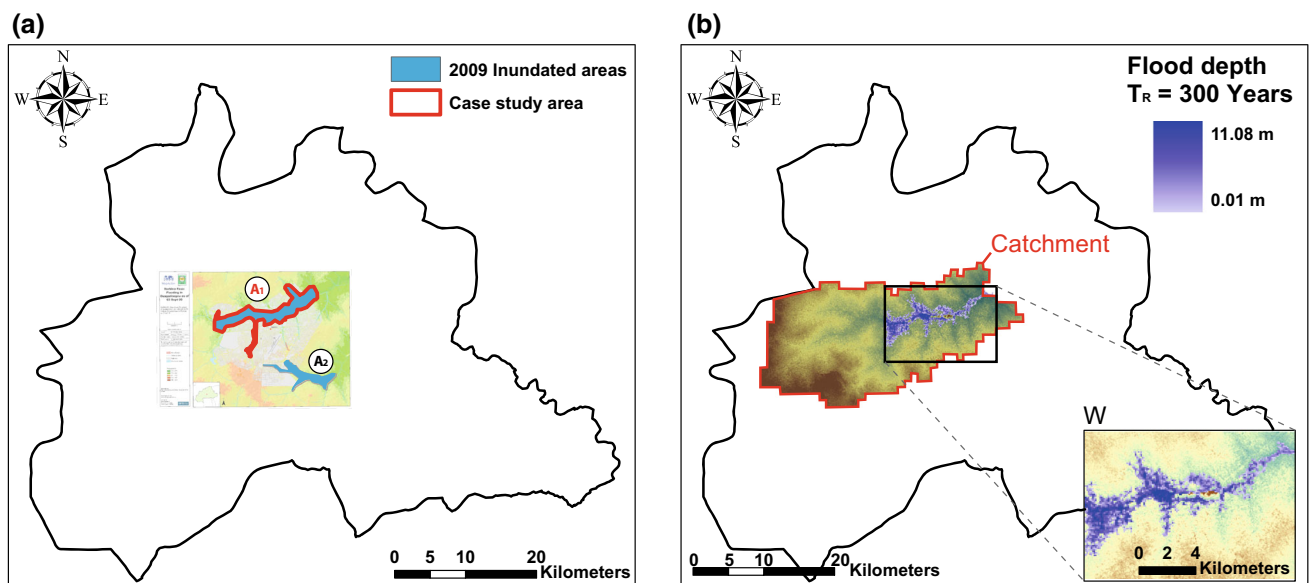 (a)
N
W E
S
2009 Inundated areas
Case study area
A1
A2
0 5 10 20
Kilometers
(b)
N
W E
S
Flood depth
TR = 300 Years
11.08 m
0.01 m
Catchment
W
0 2 4
Kilometers
0 5 10 20
Kilometers